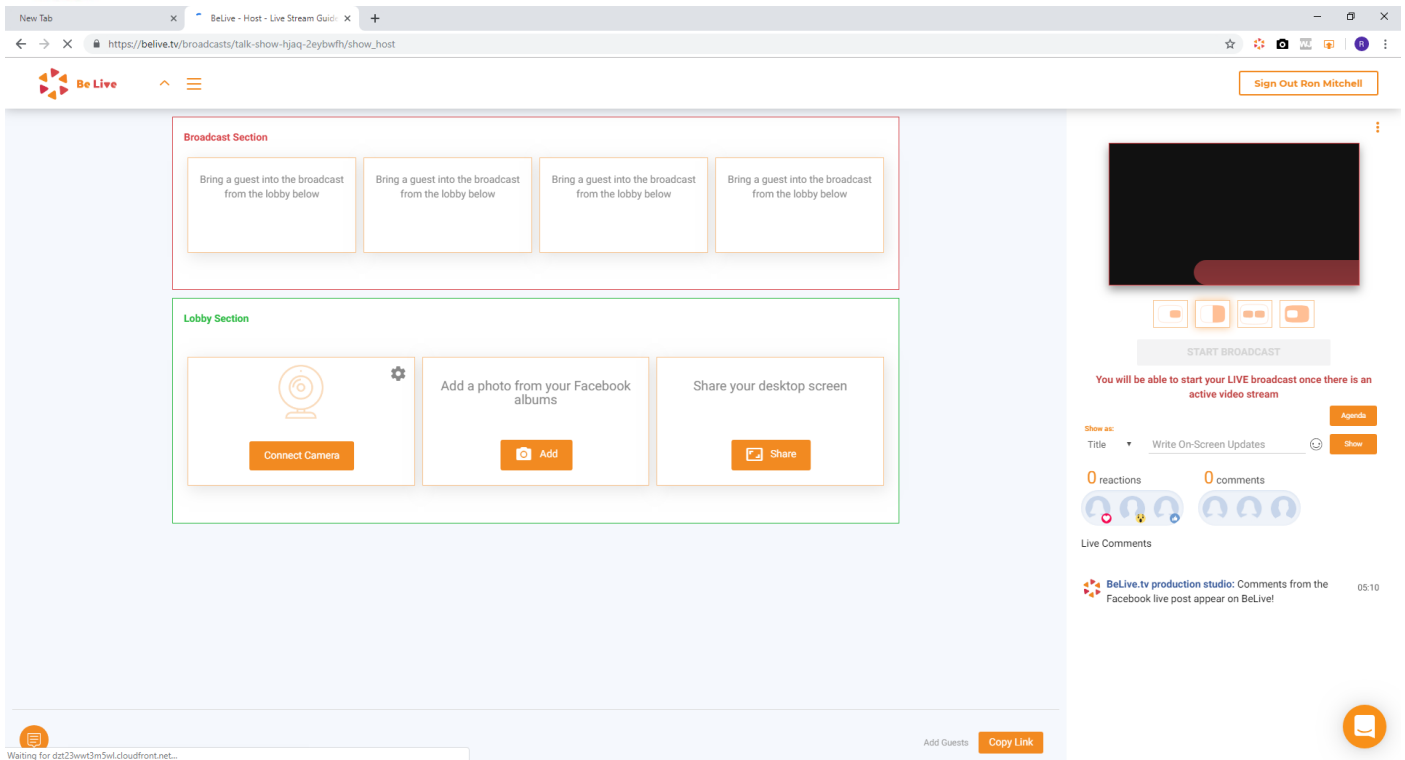 New Tab
BeLive - Host - Live Stream Guide
https://belive.tv/broadcasts/talk-show-hjaq-2eybwfh/show_host
R
Be Live
Sign Out Ron Mitchell
Broadcast Section
Bring a guest into the broadcast
from the lobby below
Bring a guest into the broadcast
from the lobby below
Bring a guest into the broadcast
from the lobby below
Bring a guest into the broadcast
from the lobby below
Lobby Section
Connect Camera
Add a photo from your Facebook
albums
Add
Share your desktop screen
Share
START BROADCAST
You will be able to start your LIVE broadcast once there is an
active video stream
Agenda
Show as:
Title
Write On-Screen Updates
Show
0 reactions
0 comments
Live Comments
BeLive.tv production studio: Comments from the
Facebook live post appear on BeLive!
05:10
Add Guests
Copy Link
Waiting for dzt23wwt3m5wl.cloudfront.net...